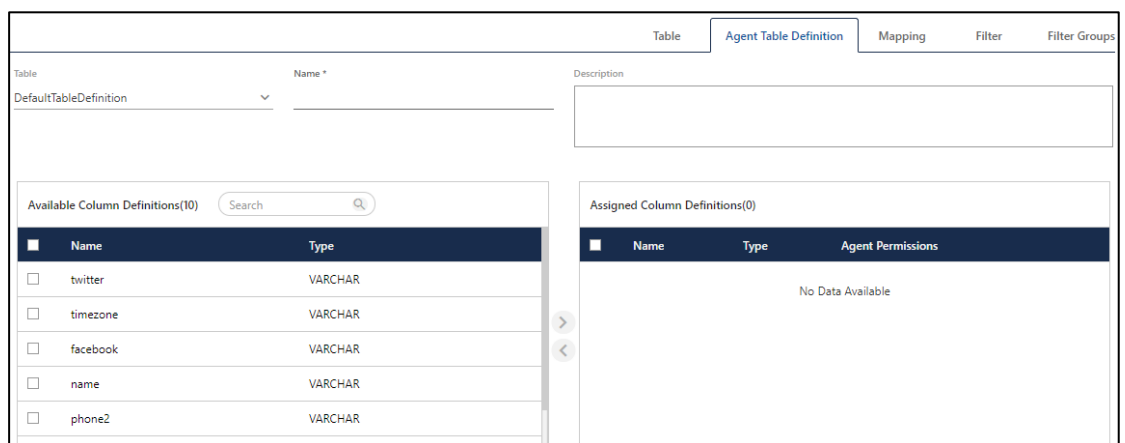 Table Agent Table Definition Mapping Filter Filter Groups
Table Name * Description
DefaultTableDefinition
Available Column Definitions(10) Search Assigned Column Definitions(0)
Name Type Name Type Agent Permissions
twitter VARCHAR No Data Available
timezone VARCHAR
facebook VARCHAR
name VARCHAR
phone2 VARCHAR